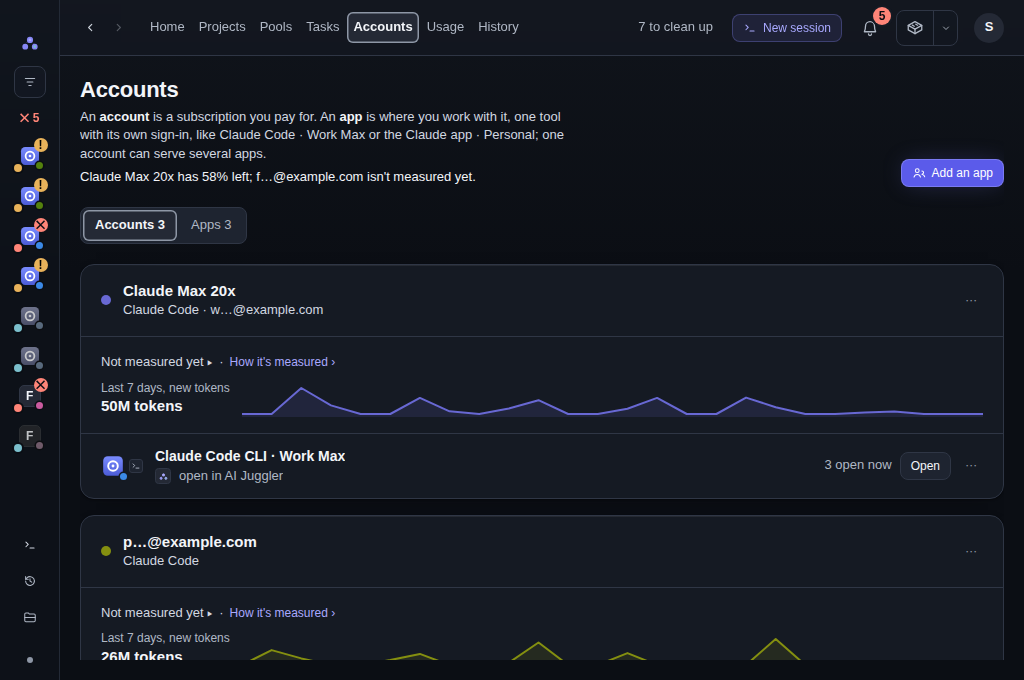 Home Projects Pools Tasks Accounts Usage History
7 to clean up
New session
5
S
5
!
!
!
F
F
Accounts
An account is a subscription you pay for. An app is where you work with it, one tool
with its own sign-in, like Claude Code · Work Max or the Claude app · Personal; one
account can serve several apps.
Claude Max 20x has 58% left; f…@example.com isn't measured yet.
Add an app
Accounts 3 Apps 3
Claude Max 20x
Claude Code · w…@example.com
Not measured yet ▸ · How it's measured ›
Last 7 days, new tokens
50M tokens
Claude Code CLI · Work Max
open in AI Juggler
3 open now
Open
p…@example.com
Claude Code
Not measured yet ▸ · How it's measured ›
Last 7 days, new tokens
26M tokens